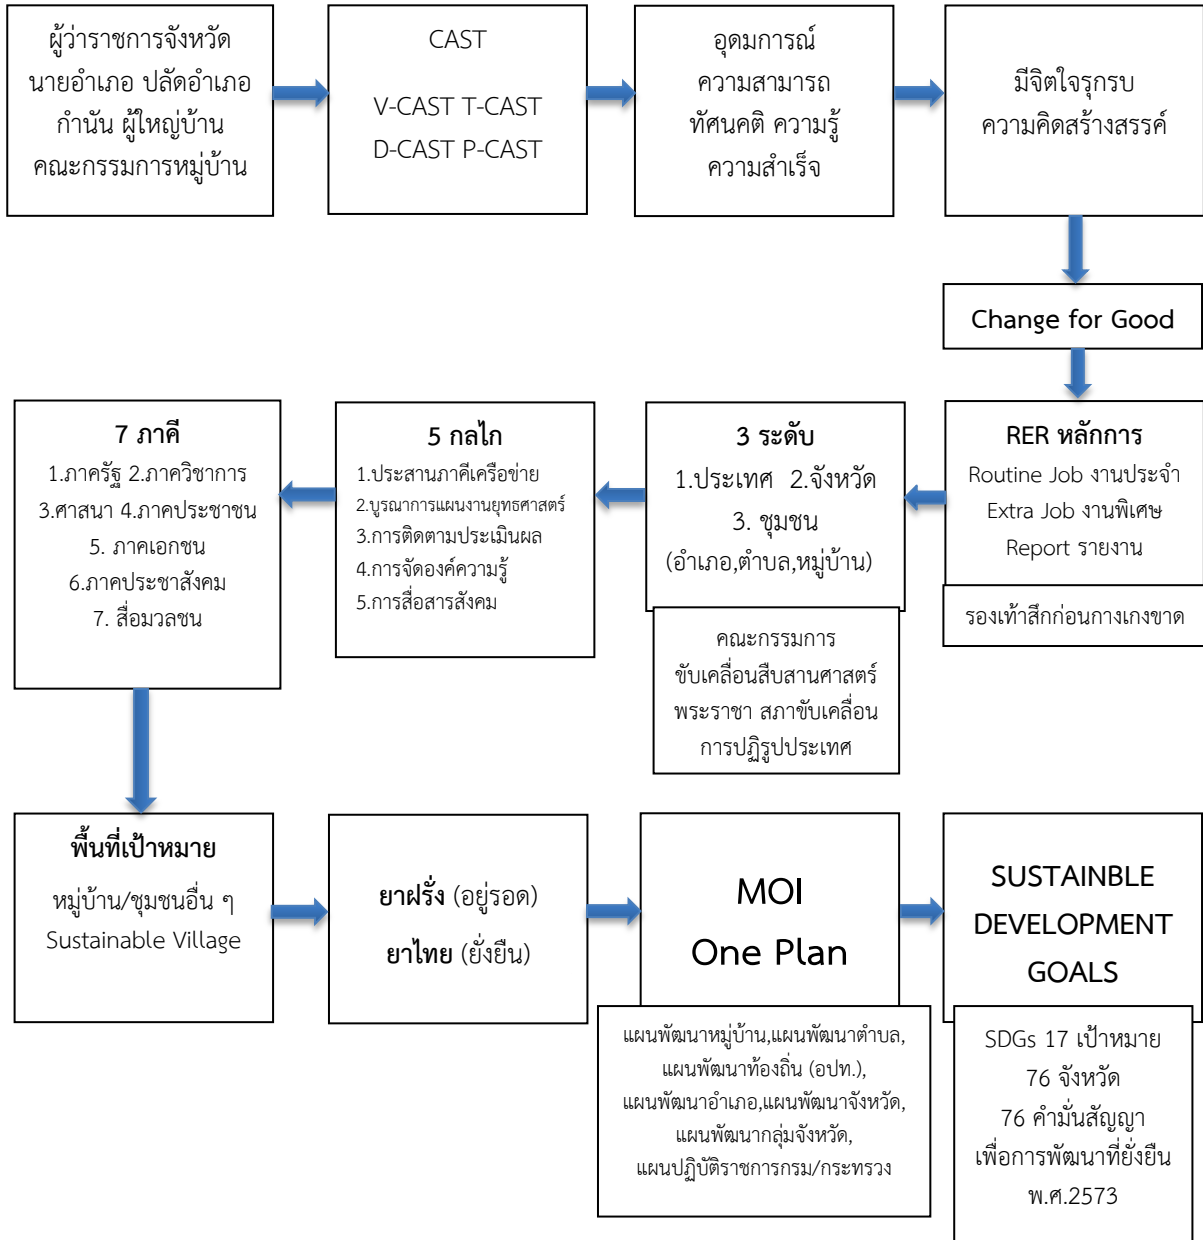 ผู้ว่าราชการจังหวัด
นายอำเภอ ปลัดอำเภอ
กำนัน ผู้ใหญ่บ้าน
คณะกรรมการหมู่บ้าน
CAST
V-CAST T-CAST
D-CAST P-CAST
อุดมการณ์
ความสามารถ
ทัศนคติ ความรู้
ความสำเร็จ
มีจิตใจรุกรบ
ความคิดสร้างสรรค์
Change for Good
RER หลักการ
Routine Job งานประจำ
Extra Job งานพิเศษ
Report รายงาน
รองเท้าสึกก่อนกางเกงขาด
3 ระดับ
1.ประเทศ 2.จังหวัด
3. ชุมชน
(อำเภอ,ตำบล,หมู่บ้าน)
คณะกรรมการ
ขับเคลื่อนสืบสานศาสตร์
พระราชา สภาขับเคลื่อน
การปฏิรูปประเทศ
5 กลไก
1.ประสานภาคีเครือข่าย
2.บูรณาการแผนงานยุทธศาสตร์
3.การติดตามประเมินผล
4.การจัดองค์ความรู้
5.การสื่อสารสังคม
7 ภาคี
1.ภาครัฐ 2.ภาควิชาการ
3.ศาสนา 4.ภาคประชาชน
5. ภาคเอกชน
6.ภาคประชาสังคม
7. สื่อมวลชน
พื้นที่เป้าหมาย
หมู่บ้าน/ชุมชนอื่น ๆ
Sustainable Village
ยาฝรั่ง (อยู่รอด)
ยาไทย (ยั่งยืน)
MOI
One Plan
แผนพัฒนาหมู่บ้าน,แผนพัฒนาตำบล,
แผนพัฒนาท้องถิ่น (อปท.),
แผนพัฒนาอำเภอ,แผนพัฒนาจังหวัด,
แผนพัฒนากลุ่มจังหวัด,
แผนปฏิบัติราชการกรม/กระทรวง
SUSTAINBLE
DEVELOPMENT
GOALS
SDGs 17 เป้าหมาย
76 จังหวัด
76 คำมั่นสัญญา
เพื่อการพัฒนาที่ยั่งยืน
พ.ศ.2573